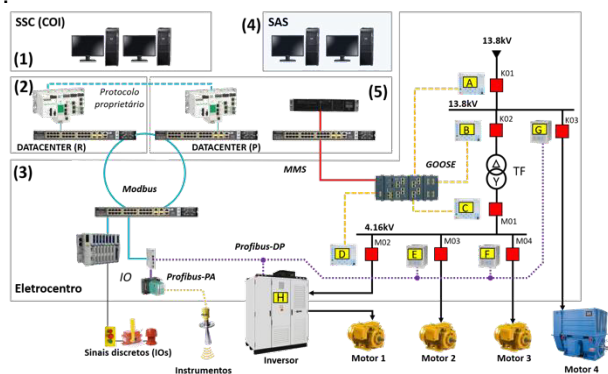 SSC (COI)
(1)
(4)
SAS
(2)
Protocolo
proprietário
DATACENTER (R)
DATACENTER (P)
(5)
(3)
Modbus
MMS
GOOSE
IO
Profibus-DP
Profibus-PA
Eletrocentro
Sinais discretos (IOs)
Instrumentos
Inversor
13.8kV
A
K01
13.8kV
B
K02
G
K03
TF
C
M01
4.16kV
D
M02
E
M03
F
M04
H
Motor 1
Motor 2
Motor 3
Motor 4